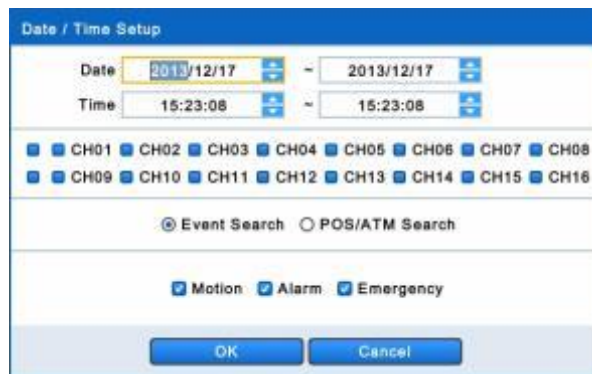 Date / Time Setup
Date 2013/12/17 ~ 2013/12/17
Time 15:23:08 ~ 15:23:08
CH01 CH02 CH03 CH04 CH05 CH06 CH07 CH08
CH09 CH10 CH11 CH12 CH13 CH14 CH15 CH16
Event Search POS/ATM Search
Motion Alarm Emergency
OK Cancel